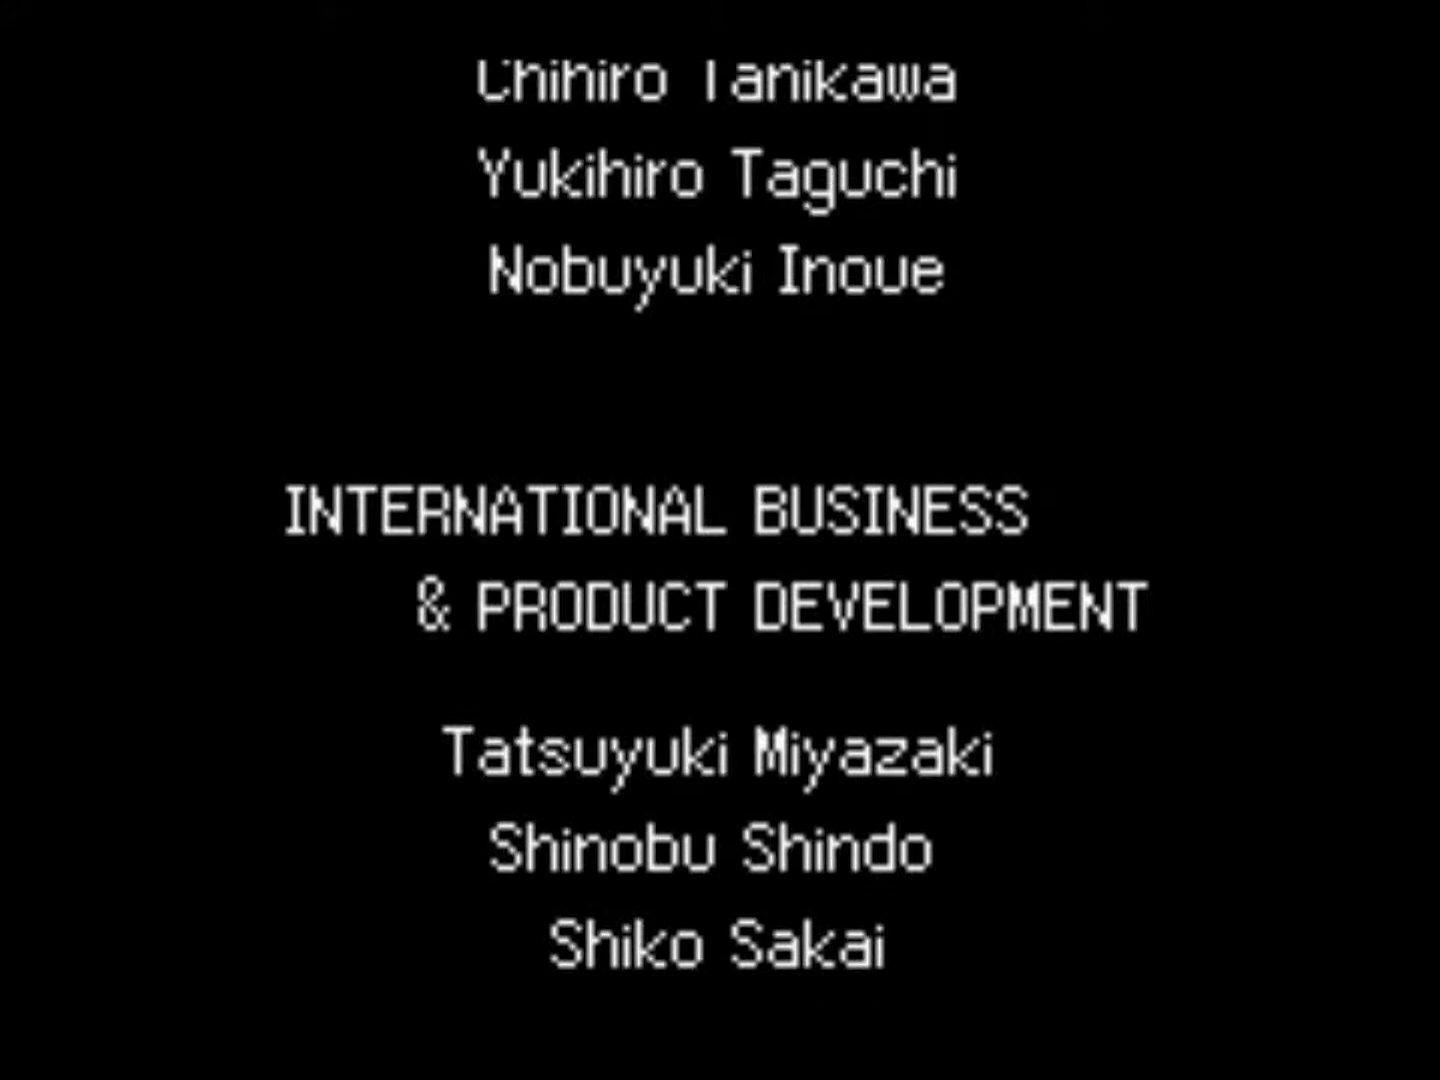 Chihiro Tanikawa
Yukihiro Taguchi
Nobuyuki Inoue
INTERNATIONAL BUSINESS
& PRODUCT DEVELOPMENT
Tatsuyuki Miyazaki
Shinobu Shindo
Shiko Sakai